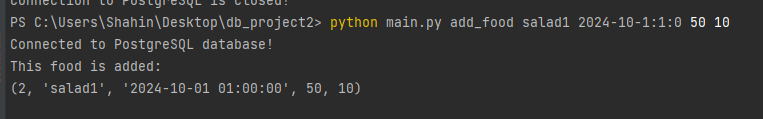 Connection to PostgreSQL is closed!
PS C:\Users\Shahin\Desktop\db_project2> python main.py add_food salad1 2024-10-1:1:0 50 10
Connected to PostgreSQL database!
This food is added:
(2, 'salad1', '2024-10-01 01:00:00', 50, 10)